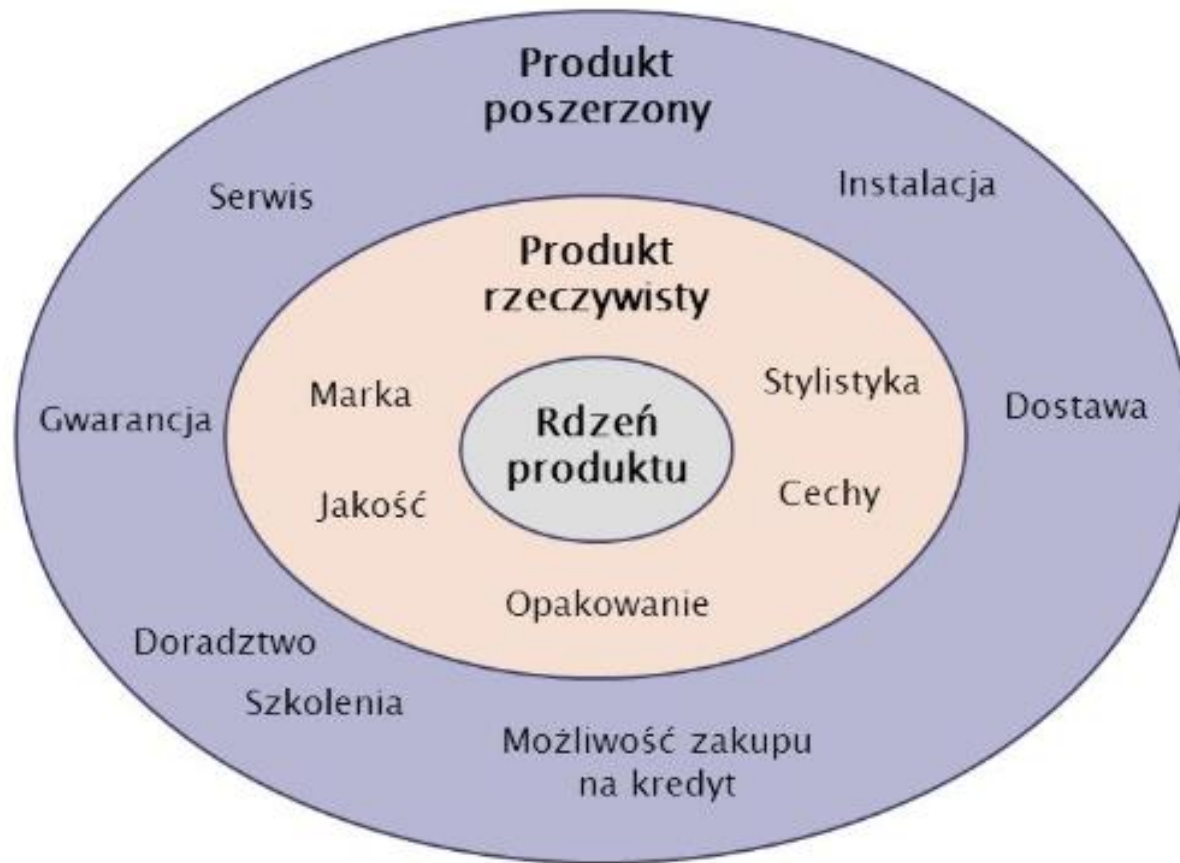 Produkt
poszerzony
Serwis
Instalacja
Produkt
rzeczywisty
Marka
Stylistyka
Gwarancja
Dostawa
Rdzeń
produktu
Jakość
Cechy
Opakowanie
Doradztwo
Szkolenia
Możliwość zakupu
na kredyt